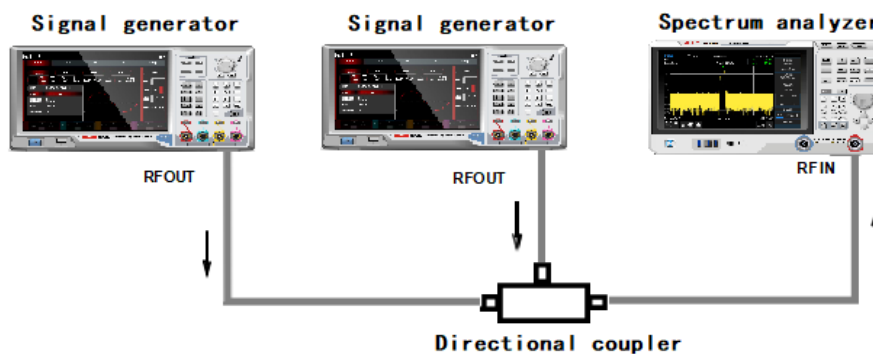 Signal generator
Signal generator
Spectrum analyzer
RFOUT
RFOUT
RFIN
Directional coupler